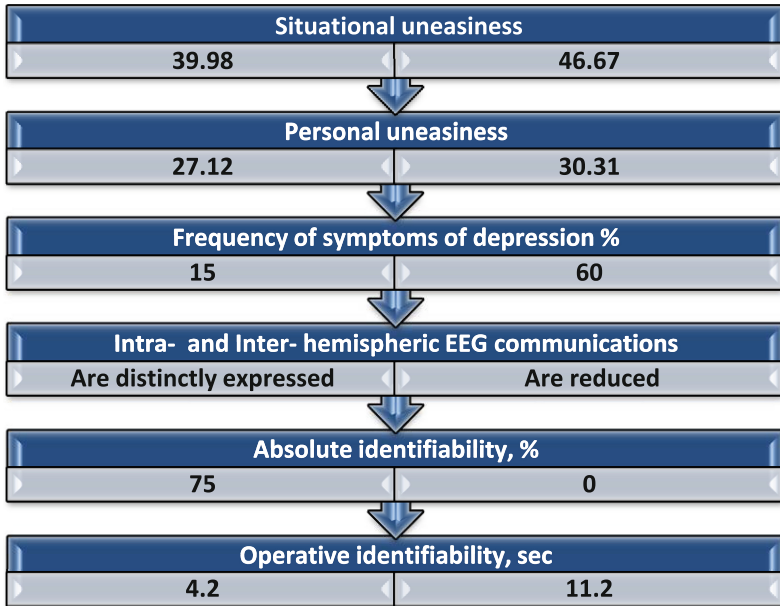 Situational uneasiness
39.98 46.67
Personal uneasiness
27.12 30.31
Frequency of symptoms of depression %
15 60
Intra- and Inter- hemispheric EEG communications
Are distinctly expressed Are reduced
Absolute identifiability, %
75 0
Operative identifiability, sec
4.2 11.2